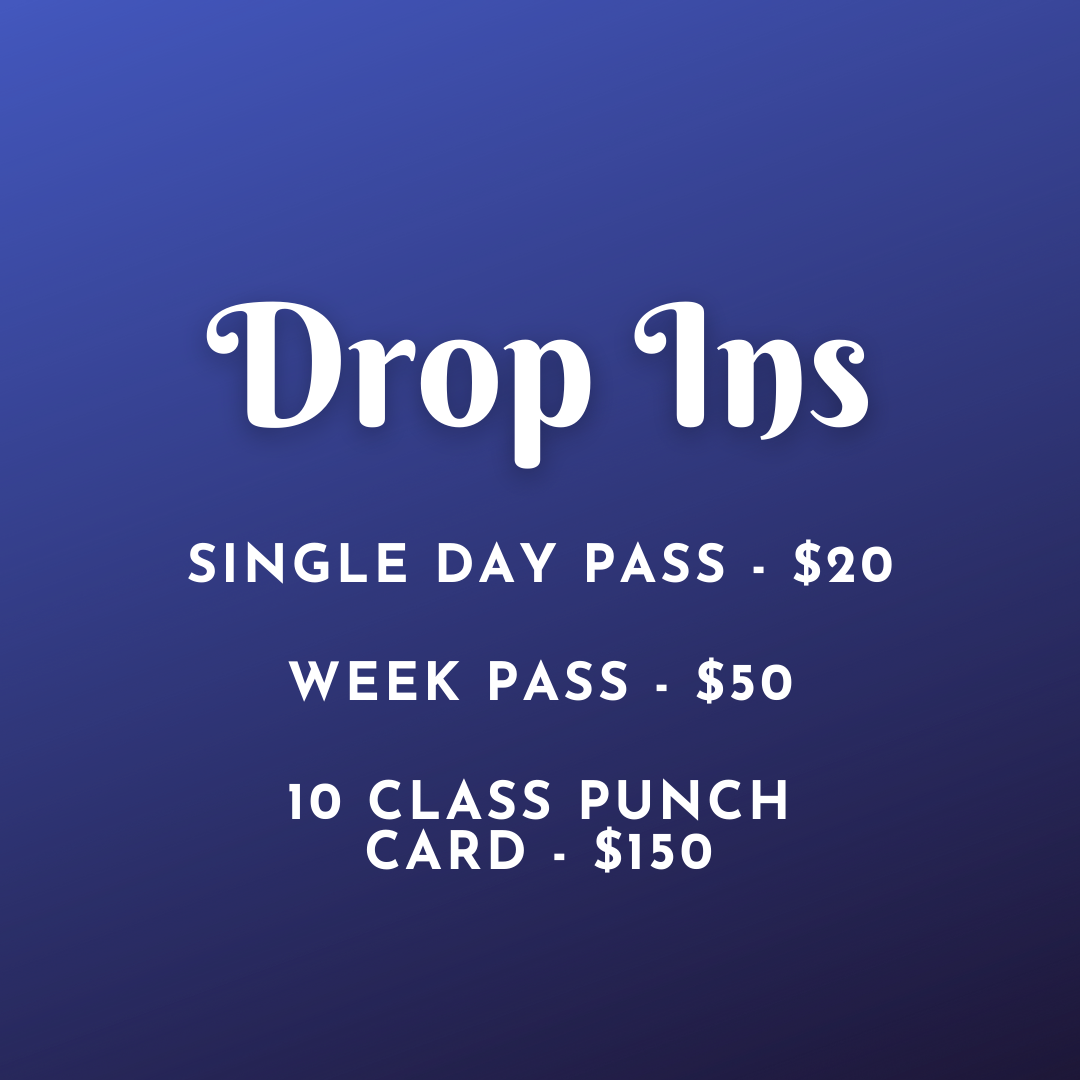 Drop Ins
SINGLE DAY PASS - $20
WEEK PASS - $50
10 CLASS PUNCH
CARD - $150